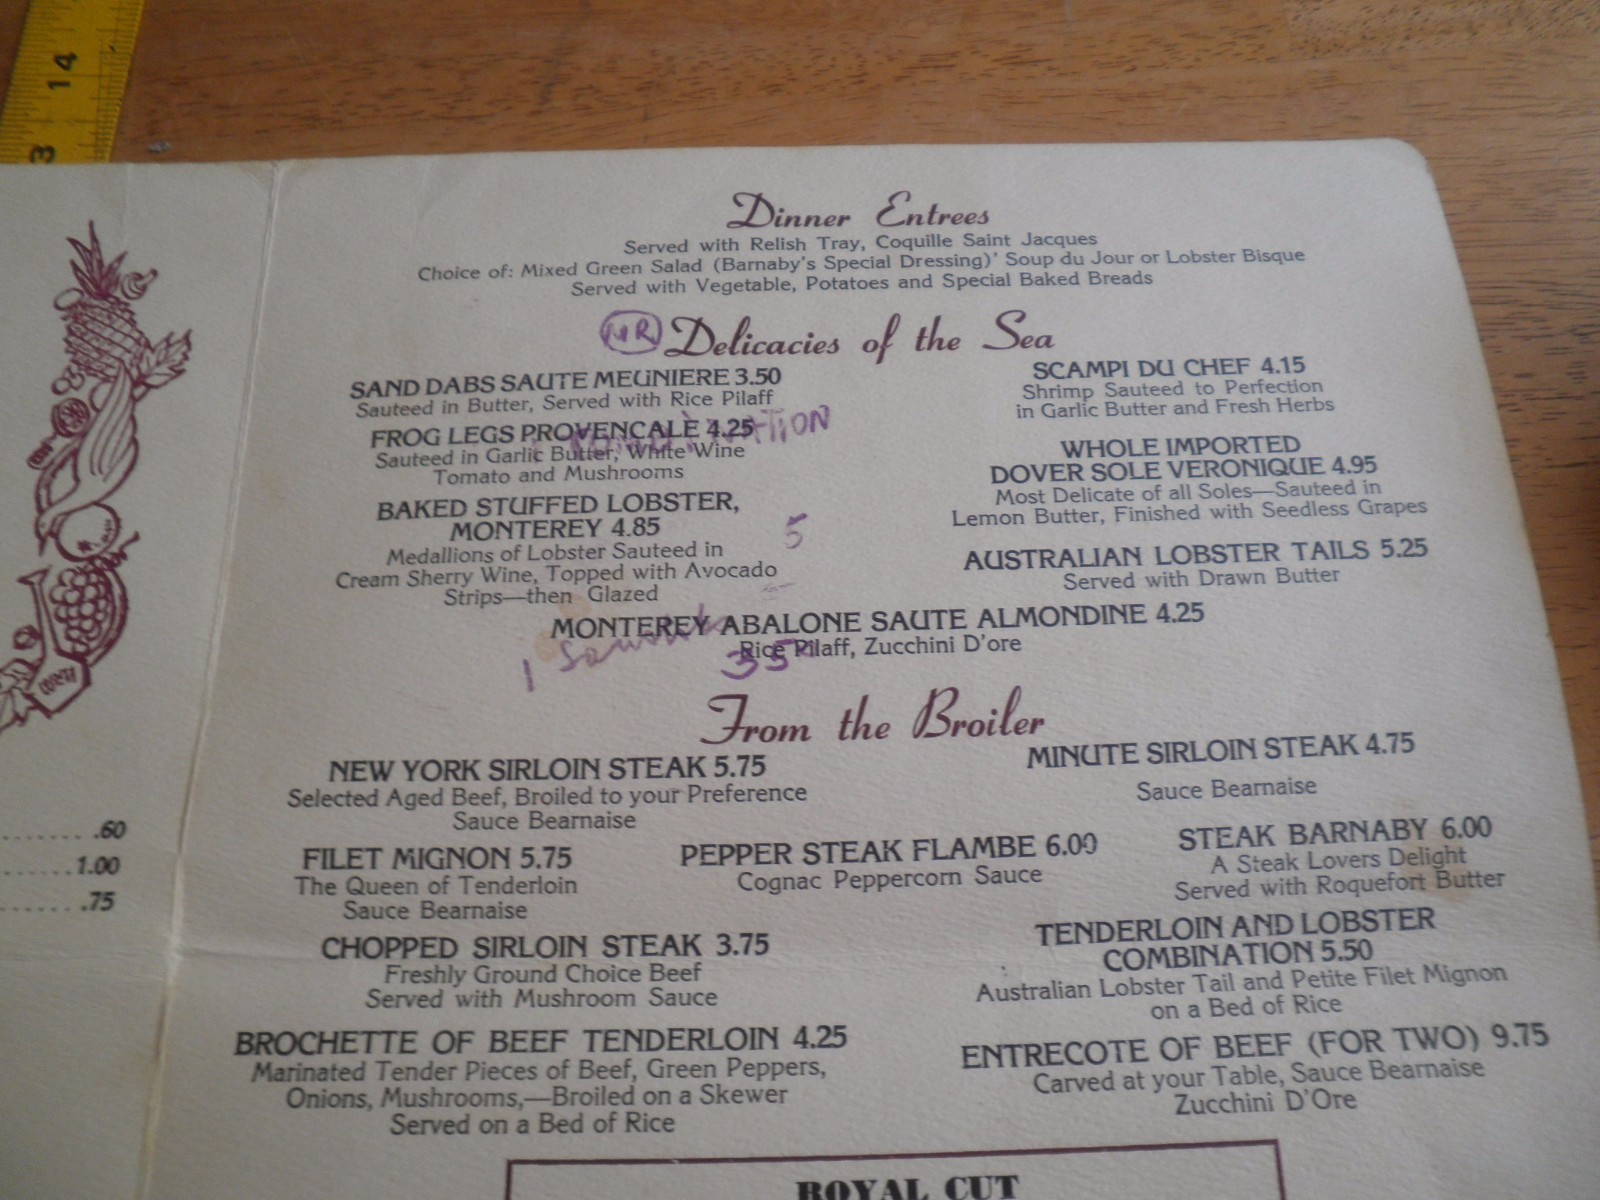 14
3
Dinner Entrees
Served with Relish Tray, Coquille Saint Jacques
Choice of: Mixed Green Salad (Barnaby's Special Dressing)' Soup du Jour or Lobster Bisque
Served with Vegetable, Potatoes and Special Baked Breads
MR
Delicacies of the Sea
SAND DABS SAUTE MEUNIERE 3.50
Sauteed in Butter, Served with Rice Pilaff
FROG LEGS PROVENCALE 4.25
Sauteed in Garlic Butter, White Wine
Tomato and Mushrooms
BAKED STUFFED LOBSTER,
MONTEREY 4.85
Medallions of Lobster Sauteed in
Cream Sherry Wine, Topped with Avocado
Strips—then Glazed
5
SCAMPI DU CHEF 4.15
Shrimp Sauteed to Perfection
in Garlic Butter and Fresh Herbs
WHOLE IMPORTED
DOVER SOLE VERONIQUE 4.95
Most Delicate of all Soles—Sauteed in
Lemon Butter, Finished with Seedless Grapes
AUSTRALIAN LOBSTER TAILS 5.25
Served with Drawn Butter
MONTEREY ABALONE SAUTE ALMONDINE 4.25
Rice Pilaff, Zucchini D'ore
1
35
From the Broiler
NEW YORK SIRLOIN STEAK 5.75
Selected Aged Beef, Broiled to your Preference
Sauce Bearnaise
MINUTE SIRLOIN STEAK 4.75
Sauce Bearnaise
FILET MIGNON 5.75
The Queen of Tenderloin
Sauce Bearnaise
PEPPER STEAK FLAMBE 6.00
Cognac Peppercorn Sauce
STEAK BARNABY 6.00
A Steak Lovers Delight
Served with Roquefort Butter
CHOPPED SIRLOIN STEAK 3.75
Freshly Ground Choice Beef
Served with Mushroom Sauce
TENDERLOIN AND LOBSTER
COMBINATION 5.50
Australian Lobster Tail and Petite Filet Mignon
on a Bed of Rice
BROCHETTE OF BEEF TENDERLOIN 4.25
Marinated Tender Pieces of Beef, Green Peppers,
Onions, Mushrooms,—Broiled on a Skewer
Served on a Bed of Rice
ENTRECOTE OF BEEF (FOR TWO) 9.75
Carved at your Table, Sauce Bearnaise
Zucchini D'Ore
ROYAL CUT
.60
1.00
.75